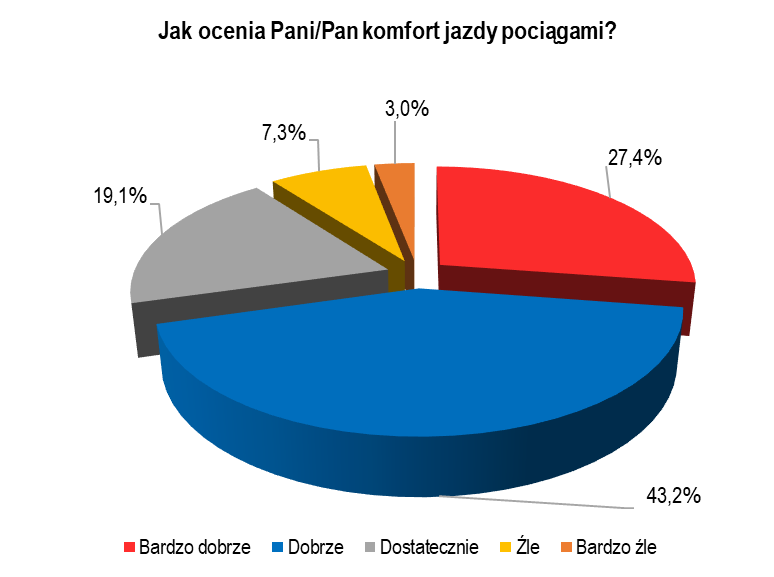 Jak ocenia Pani/Pan komfort jazdy pociągami?
3,0%
7,3%
27,4%
19,1%
43,2%
Bardzo dobrze Dobrze Dostatecznie Źle Bardzo źle